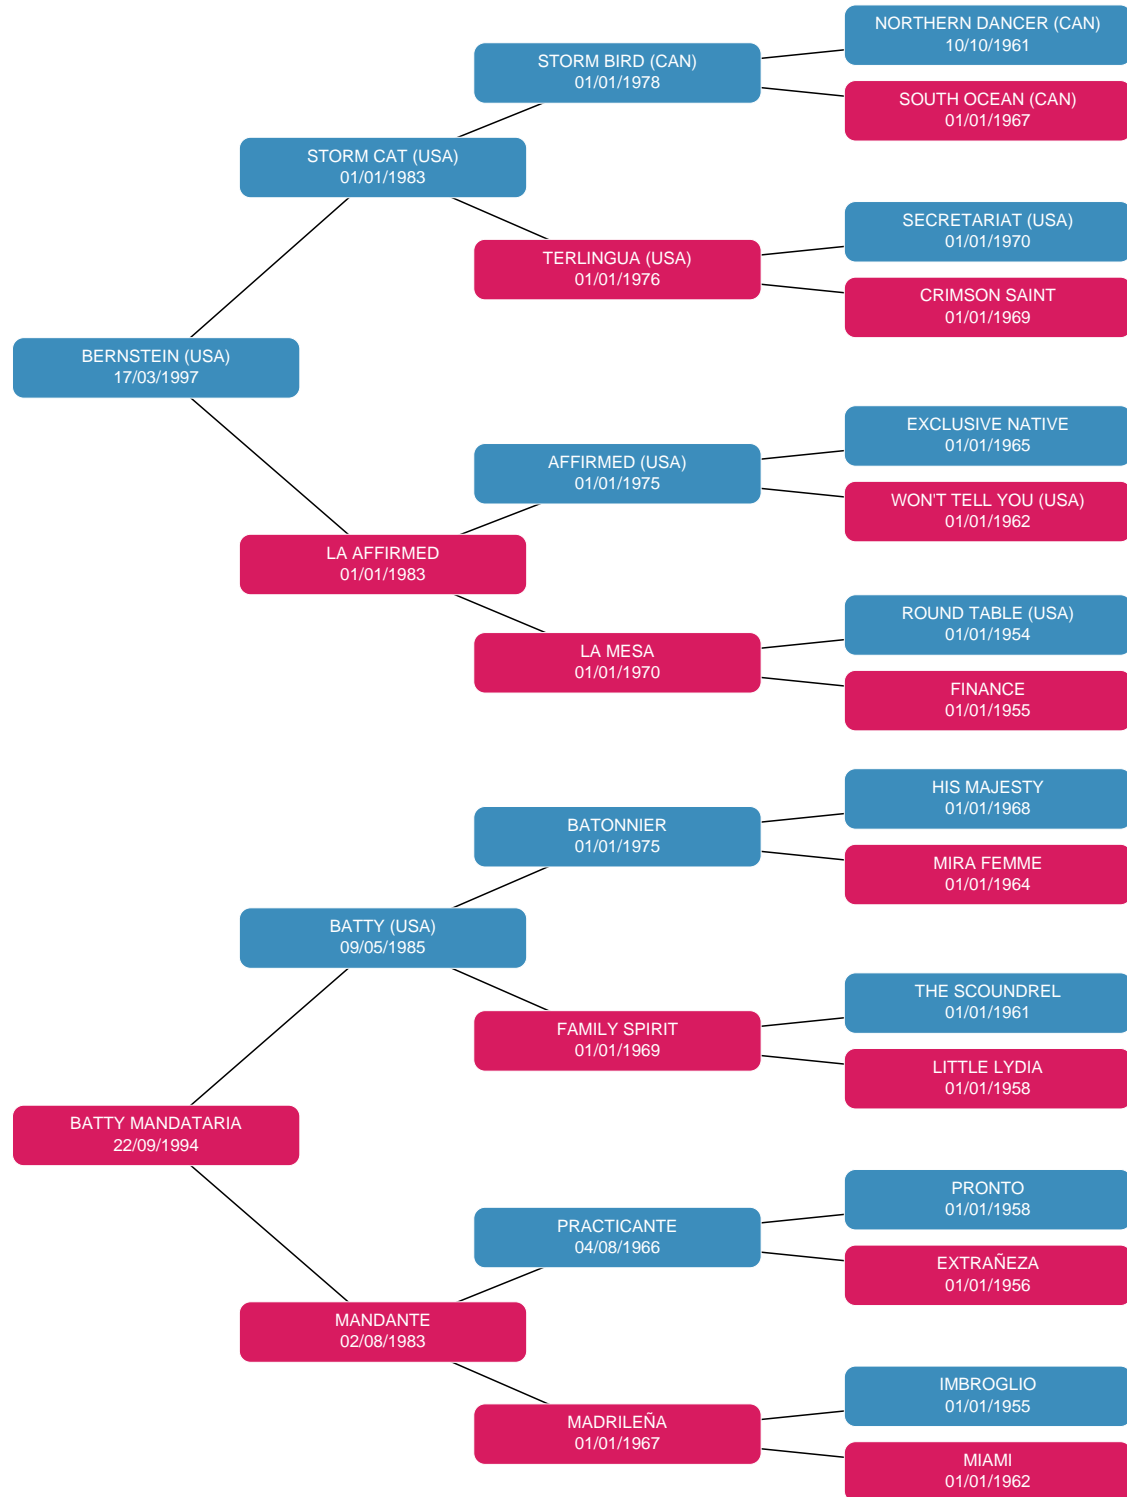 NORTHERN DANCER (CAN)
10/10/1961
STORM BIRD (CAN)
01/01/1978
SOUTH OCEAN (CAN)
01/01/1967
STORM CAT (USA)
01/01/1983
SECRETARIAT (USA)
01/01/1970
TERLINGUA (USA)
01/01/1976
CRIMSON SAINT
01/01/1969
BERNSTEIN (USA)
17/03/1997
EXCLUSIVE NATIVE
01/01/1965
AFFIRMED (USA)
01/01/1975
WON'T TELL YOU (USA)
01/01/1962
LA AFFIRMED
01/01/1983
ROUND TABLE (USA)
01/01/1954
LA MESA
01/01/1970
FINANCE
01/01/1955
HIS MAJESTY
01/01/1968
BATONNIER
01/01/1975
MIRA FEMME
01/01/1964
BATTY (USA)
09/05/1985
THE SCOUNDREL
01/01/1961
FAMILY SPIRIT
01/01/1969
LITTLE LYDIA
01/01/1958
BATTY MANDATARIA
22/09/1994
PRONTO
01/01/1958
PRACTICANTE
04/08/1966
EXTRAÑEZA
01/01/1956
MANDANTE
02/08/1983
IMBROGLIO
01/01/1955
MADRILEÑA
01/01/1967
MIAMI
01/01/1962